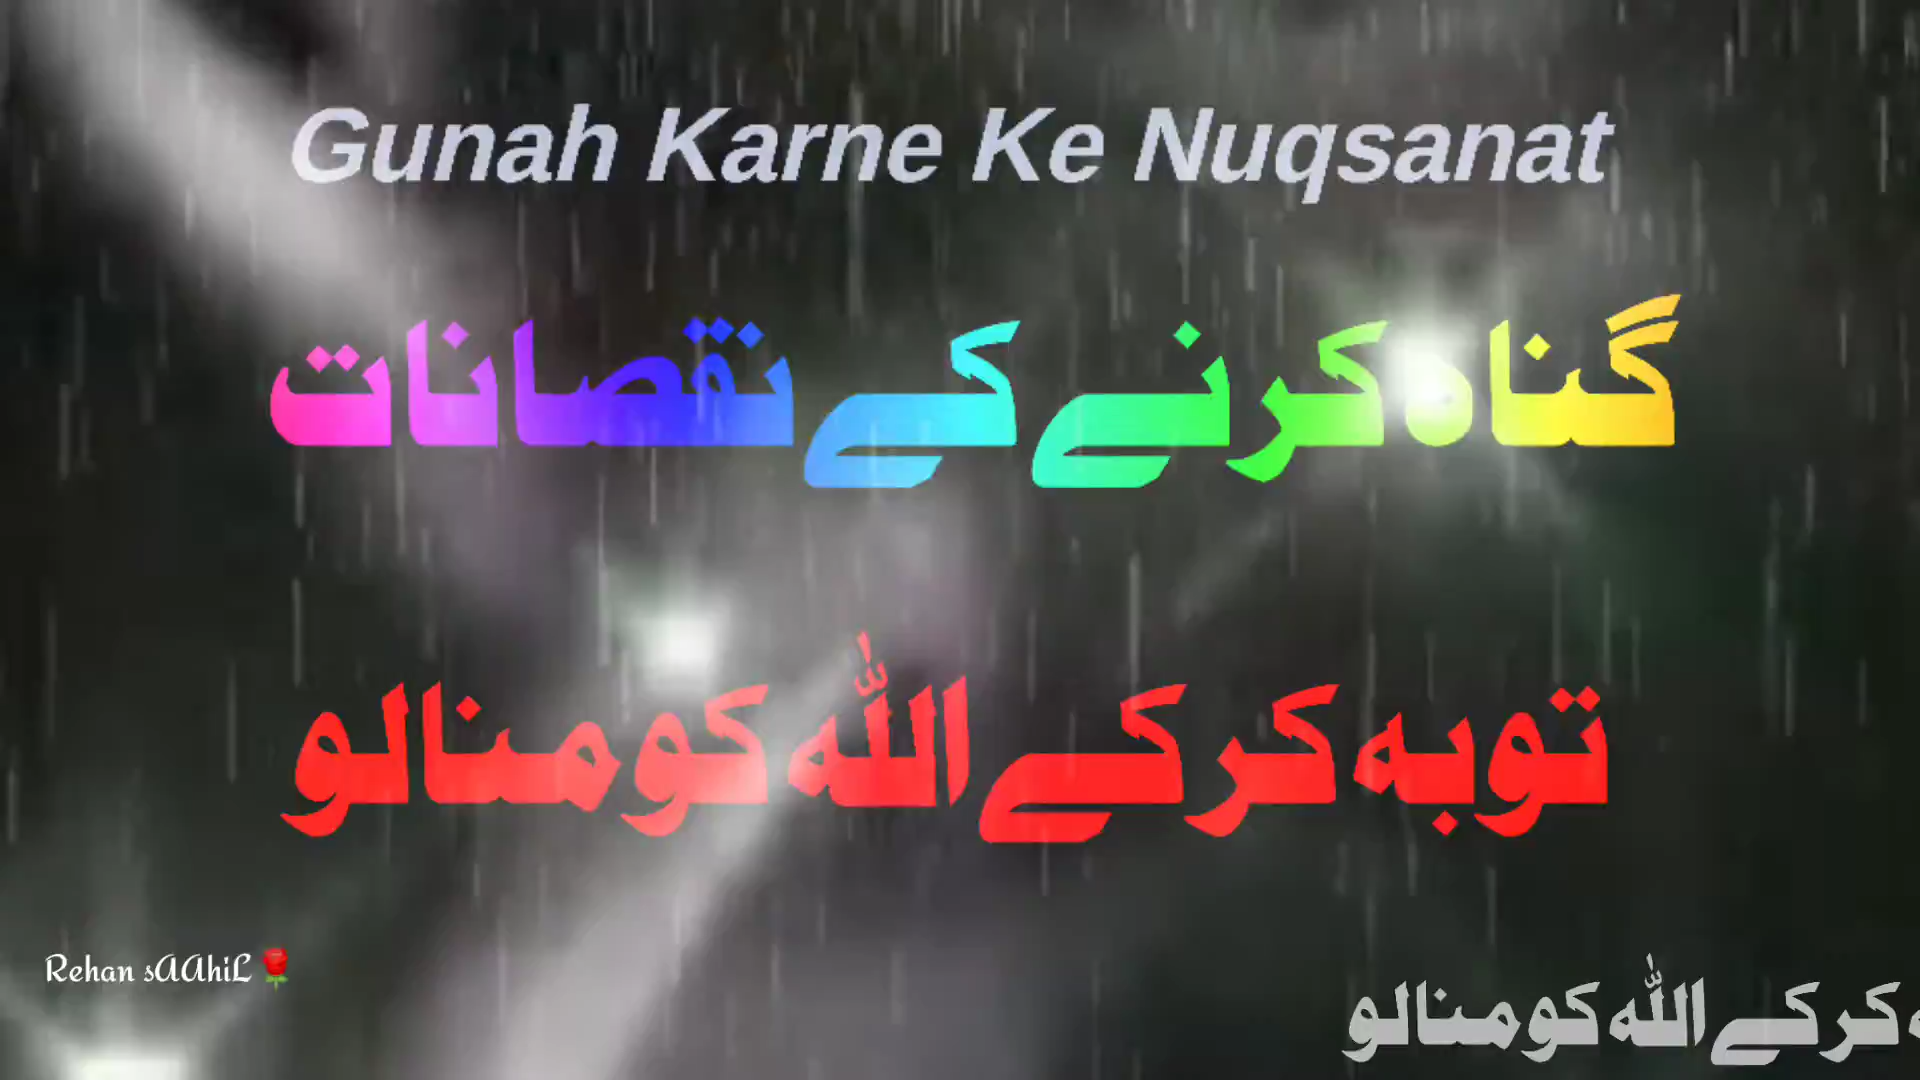 Gunah Karne Ke Nuqsanat
گناہ کرنے کے نقصانات
توبہ کرکے اللہ کو منالو
Rehan sAAhiL🌹
کرکے اللہ کو منالو